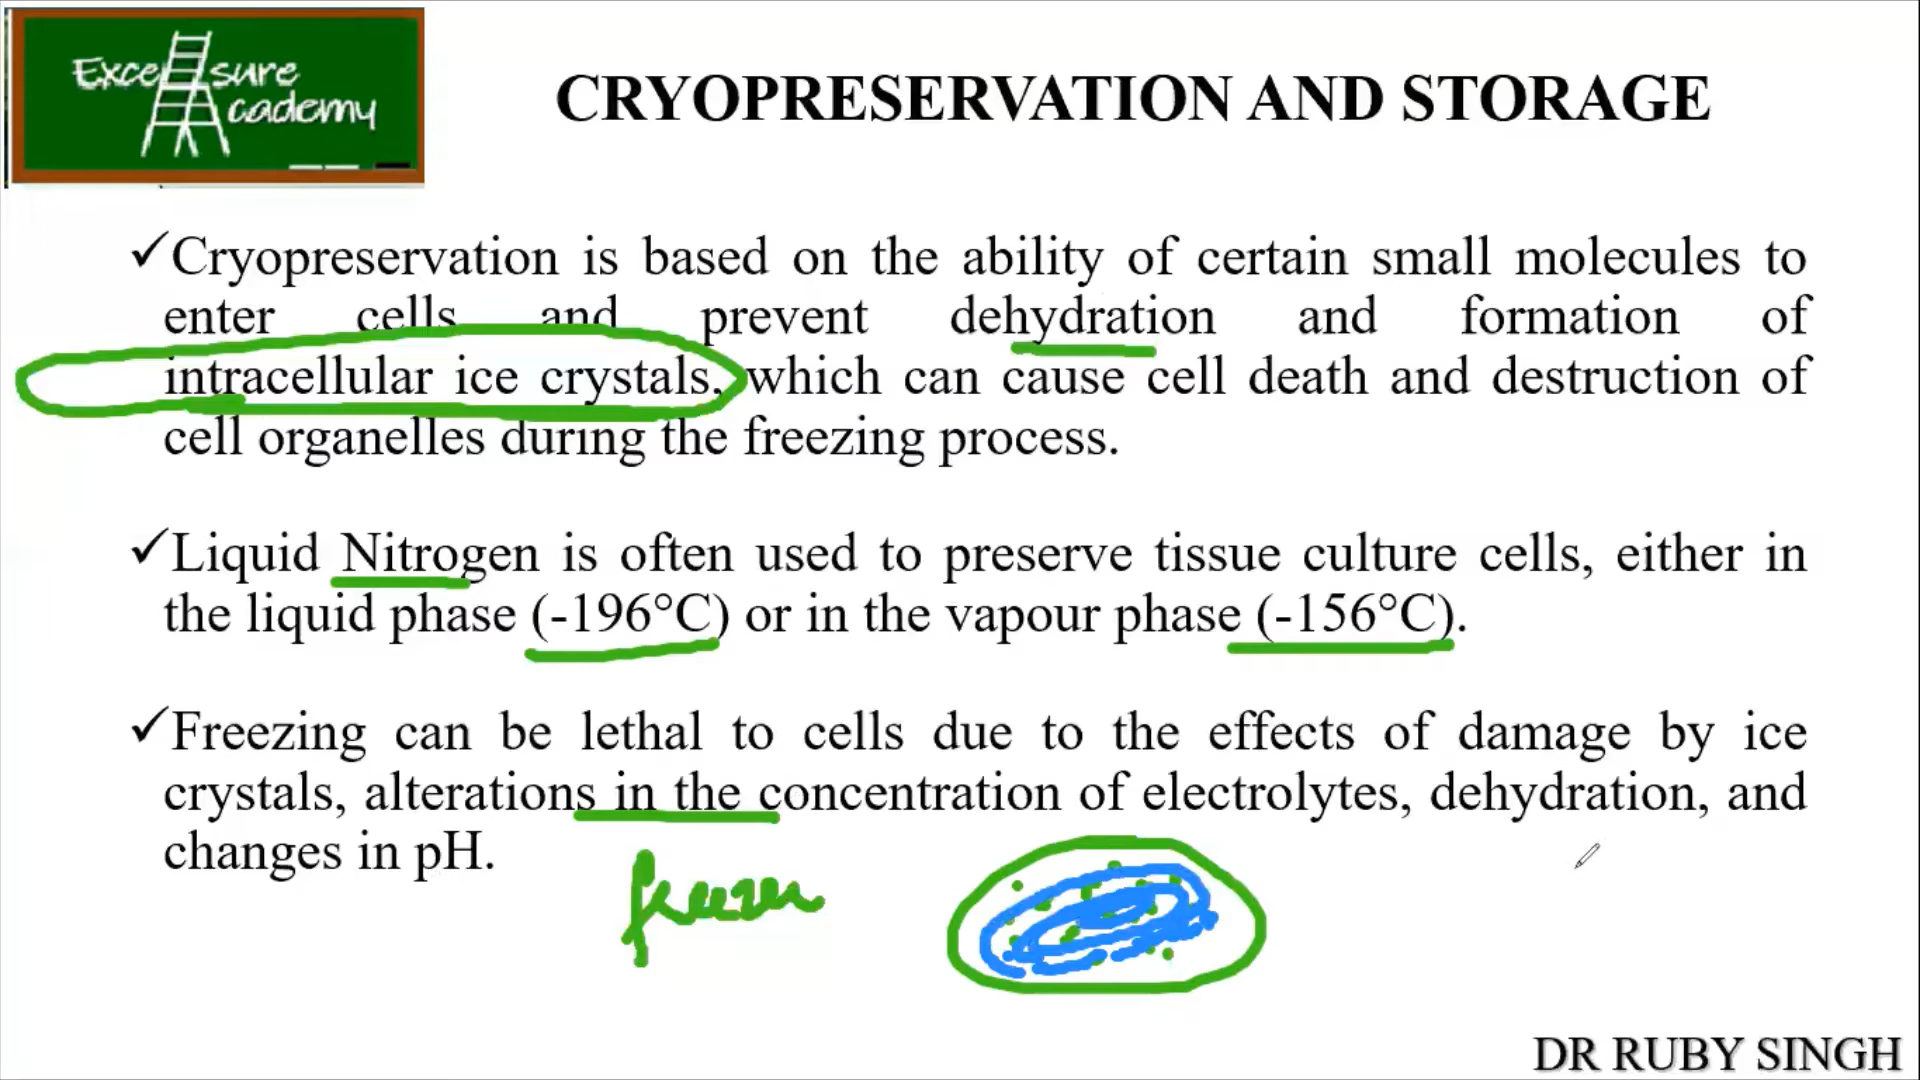 Excelsure
Academy
CRYOPRESERVATION AND STORAGE
✓Cryopreservation is based on the ability of certain small molecules to
enter cells and prevent dehydration and formation of
intracellular ice crystals, which can cause cell death and destruction of
cell organelles during the freezing process.
✓Liquid Nitrogen is often used to preserve tissue culture cells, either in
the liquid phase (-196°C) or in the vapour phase (-156°C).
✓Freezing can be lethal to cells due to the effects of damage by ice
crystals, alterations in the concentration of electrolytes, dehydration, and
changes in pH.
freezer
DR RUBY SINGH